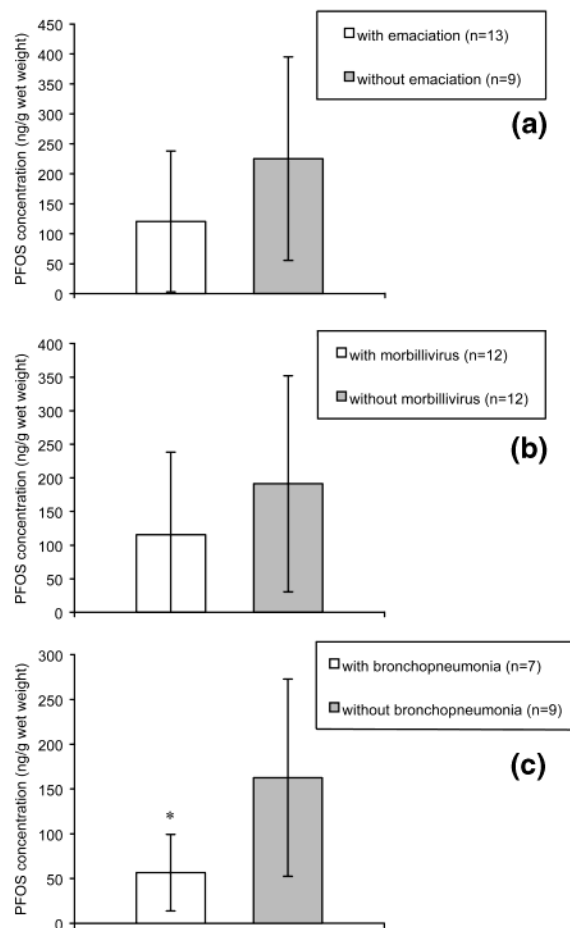 PFOS concentration (ng/g wet weight)
450
400
350
300
250
200
150
100
50
0
with emaciation (n=13)
without emaciation (n=9)
(a)
PFOS concentration (ng/g wet weight)
400
350
300
250
200
150
100
50
0
with morbillivirus (n=12)
without morbillivirus (n=12)
(b)
PFOS concentration (ng/g wet weight)
300
250
200
150
100
50
0
*
with bronchopneumonia (n=7)
without bronchopneumonia (n=9)
(c)